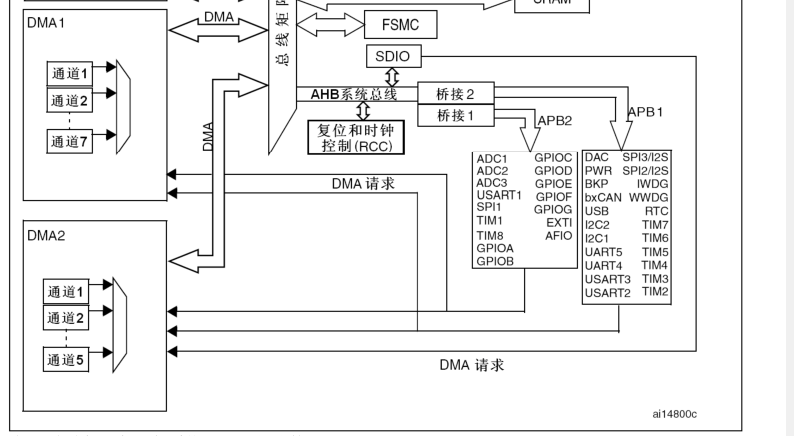 DMA1
DMA
总线矩
FSMC
SDIO
AHB系统总线
桥接2
桥接1
复位和时钟
控制(RCC)
APB2
APB1
通道1
通道2
通道7
DMA
DMA 请求
ADC1 GPIOC
ADC2 GPIOD
ADC3 GPIOE
USART1 GPIOF
SPI1 GPIOG
TIM1 EXTI
TIM8 AFIO
GPIOA
GPIOB
DAC SPI3/I2S
PWR SPI2/I2S
BKP IWDG
bxCAN WWDG
USB RTC
I2C2 TIM7
I2C1 TIM6
UART5 TIM5
UART4 TIM4
USART3 TIM3
USART2 TIM2
DMA2
通道1
通道2
通道5
DMA 请求
ai14800c